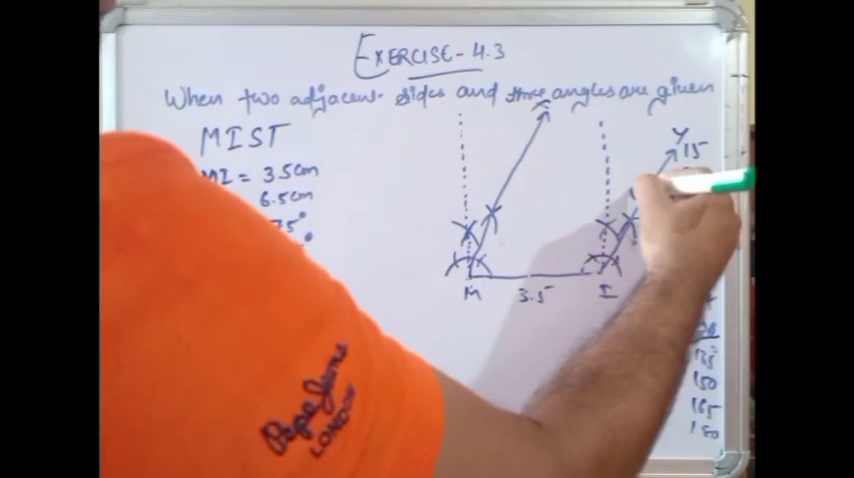 EXERCISE-4.3
When two adjacent sides and three angles are given
MIST
MI = 3.5cm
6.5cm
75°
X
Y
15
M 3.5 I
135°
150
165
180
Pepe Jeans
LONDON